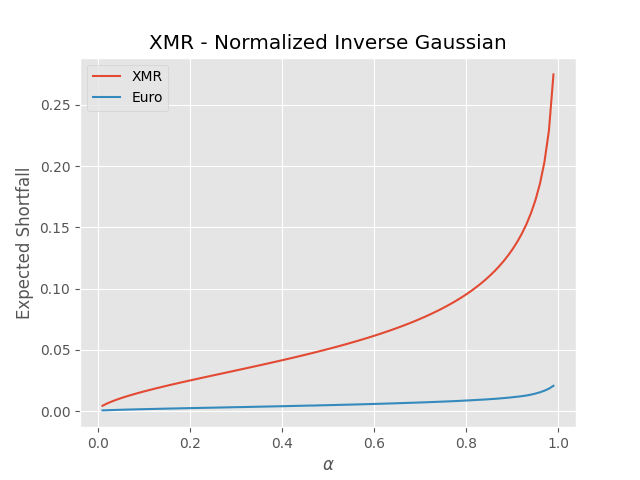 XMR - Normalized Inverse Gaussian
XMR
Euro
Expected Shortfall
0.25
0.20
0.15
0.10
0.05
0.00
0.0 0.2 0.4 0.6 0.8 1.0
α